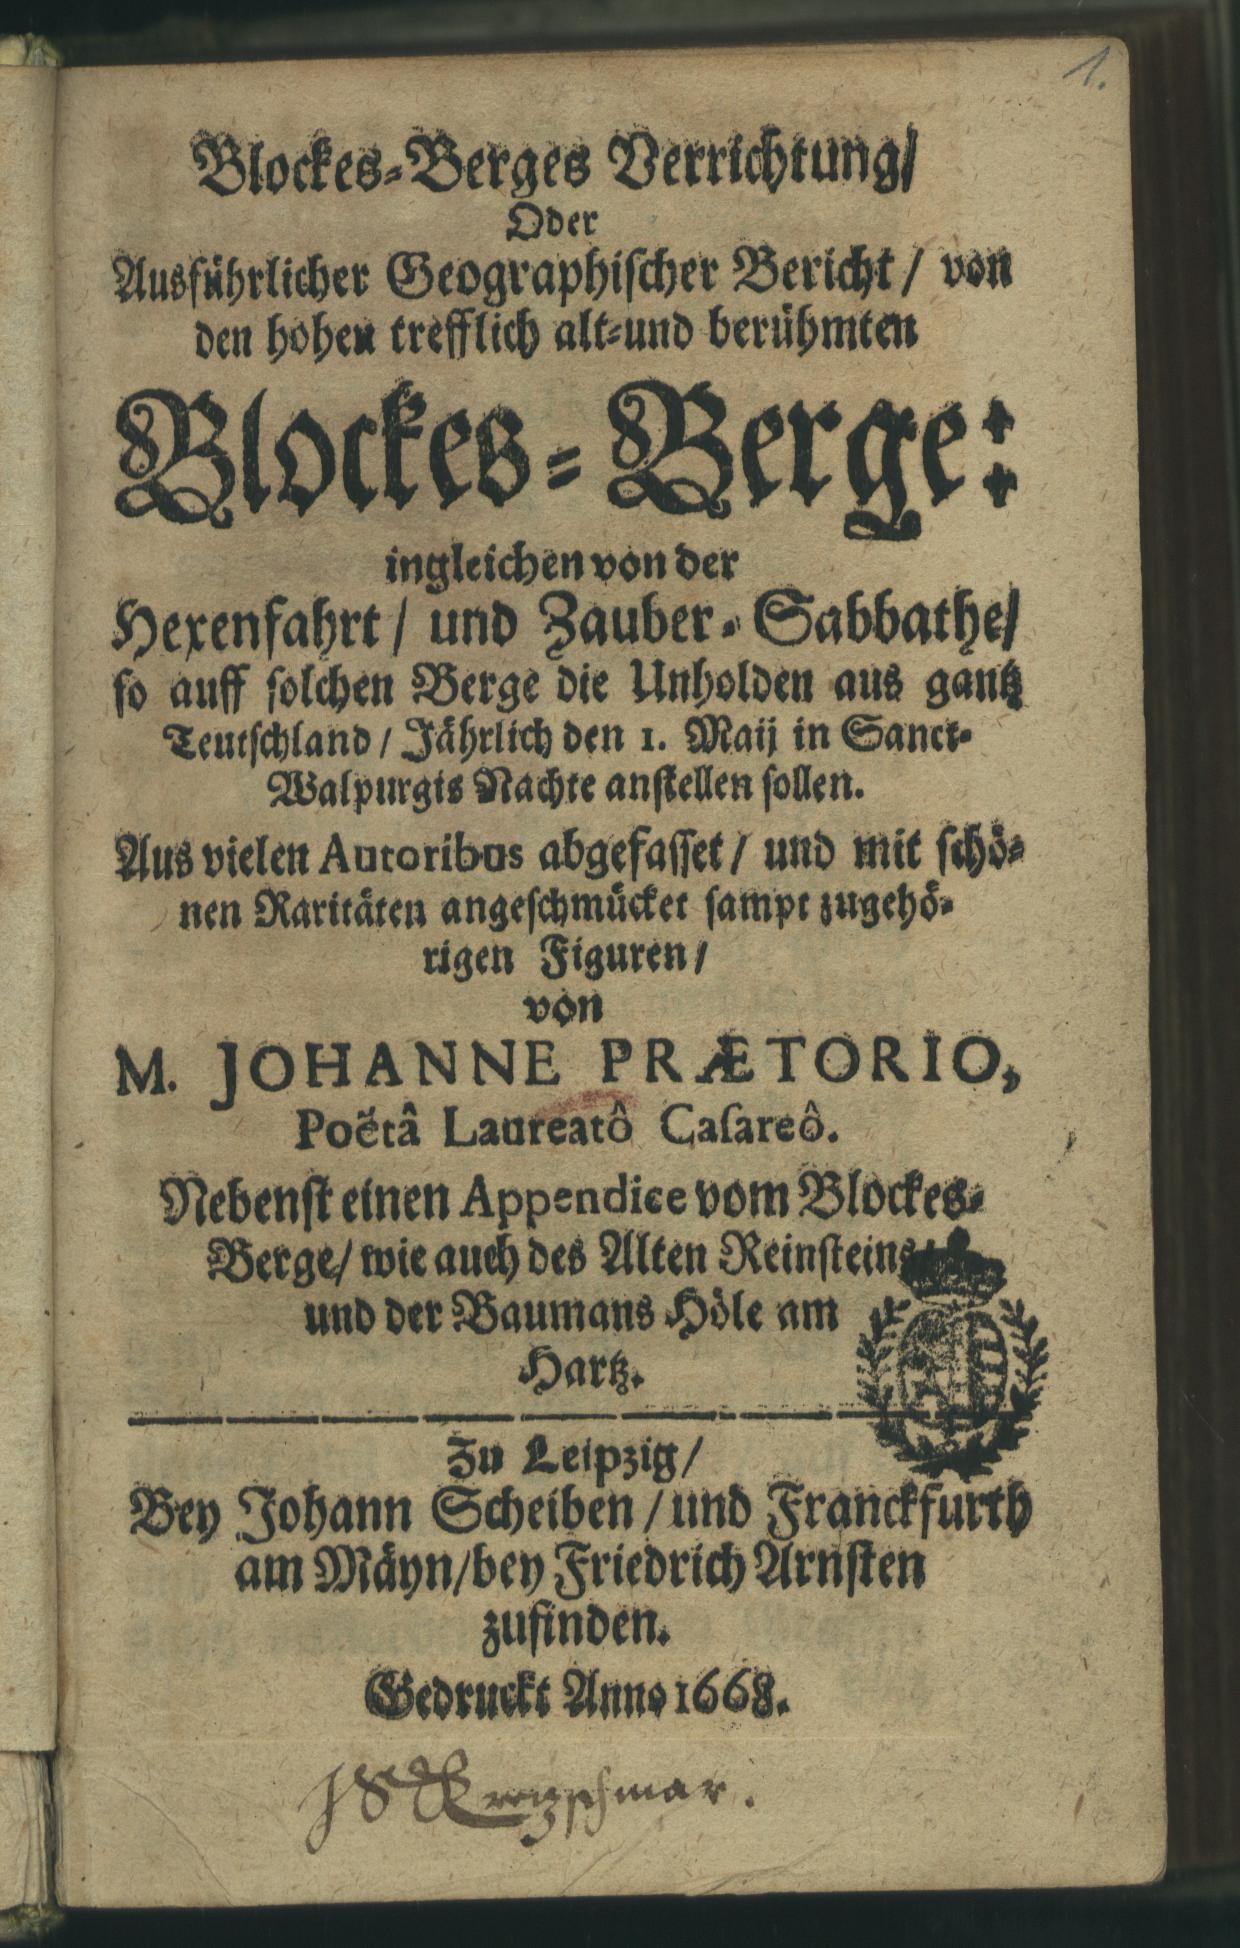 1.
Blockes-Berges Verrichtung/
Oder
Ausführlicher Geographischer Bericht / von
den hohen trefflich alt-und berühmten
Blockes-Berge:
ingleichen von der
Hexenfahrt / und Zauber-Sabbathe/
so auff solchen Berge die Unholden aus gantz
Teutschland / Jährlich den 1. Maij in Sanct-
Walpurgis Nachte anstellen sollen.
Aus vielen Autoribus abgefasset / und mit schö-
nen Raritäten angeschmücket sampt zugehö-
rigen Figuren /
von
M. JOHANNE PRÆTORIO,
Poëtâ Laureatô Cæsareô.
Nebenst einen Appendice vom Blockes-
Berge/ wie auch des Alten Reinsteins/
und der Baumans Höle am
Hartz.
Zu Leipzig/
Bey Johann Scheiben / und Franckfurth
am Mäyn/bey Friedrich Arnsten
zufinden.
Gedruckt Anno 1668.